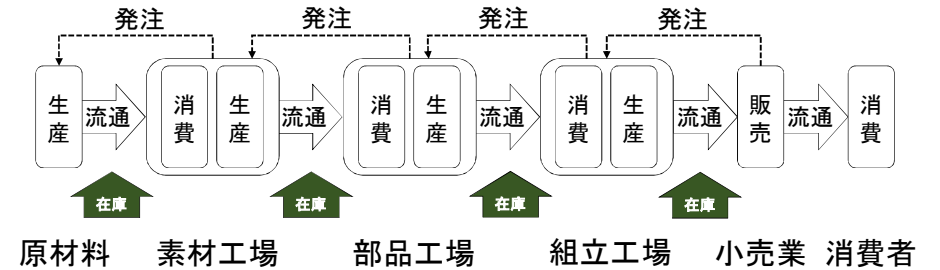 発注 発注 発注 発注
生産 流通 消費 生産 流通 消費 生産 流通 消費 生産 流通 販売 流通 消費
在庫 在庫 在庫 在庫
原材料 素材工場 部品工場 組立工場 小売業 消費者